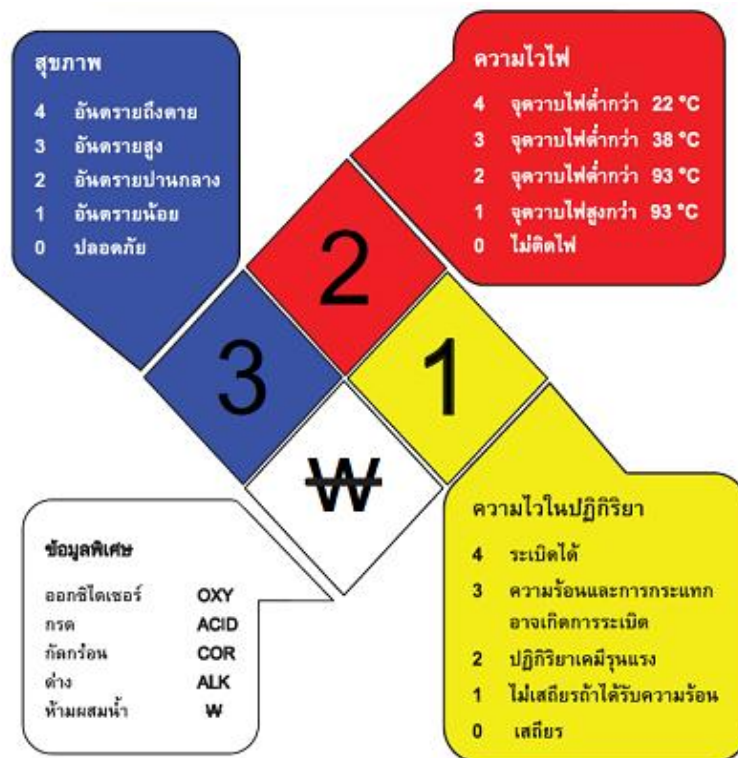 สุขภาพ
4 อันตรายถึงตาย
3 อันตรายสูง
2 อันตรายปานกลาง
1 อันตรายน้อย
0 ปลอดภัย
ความไวไฟ
4 จุดวาบไฟต่ำกว่า 22 °C
3 จุดวาบไฟต่ำกว่า 38 °C
2 จุดวาบไฟต่ำกว่า 93 °C
1 จุดวาบไฟสูงกว่า 93 °C
0 ไม่ติดไฟ
2
3
1
W̶
ข้อมูลพิเศษ
ออกซิไดเซอร์ OXY
กรด ACID
กัดกร่อน COR
ด่าง ALK
ห้ามผสมน้ำ W̶
ความไวในปฏิกิริยา
4 ระเบิดได้
3 ความร้อนและการกระแทก
อาจเกิดการระเบิด
2 ปฏิกิริยาเคมีรุนแรง
1 ไม่เสถียรถ้าได้รับความร้อน
0 เสถียร